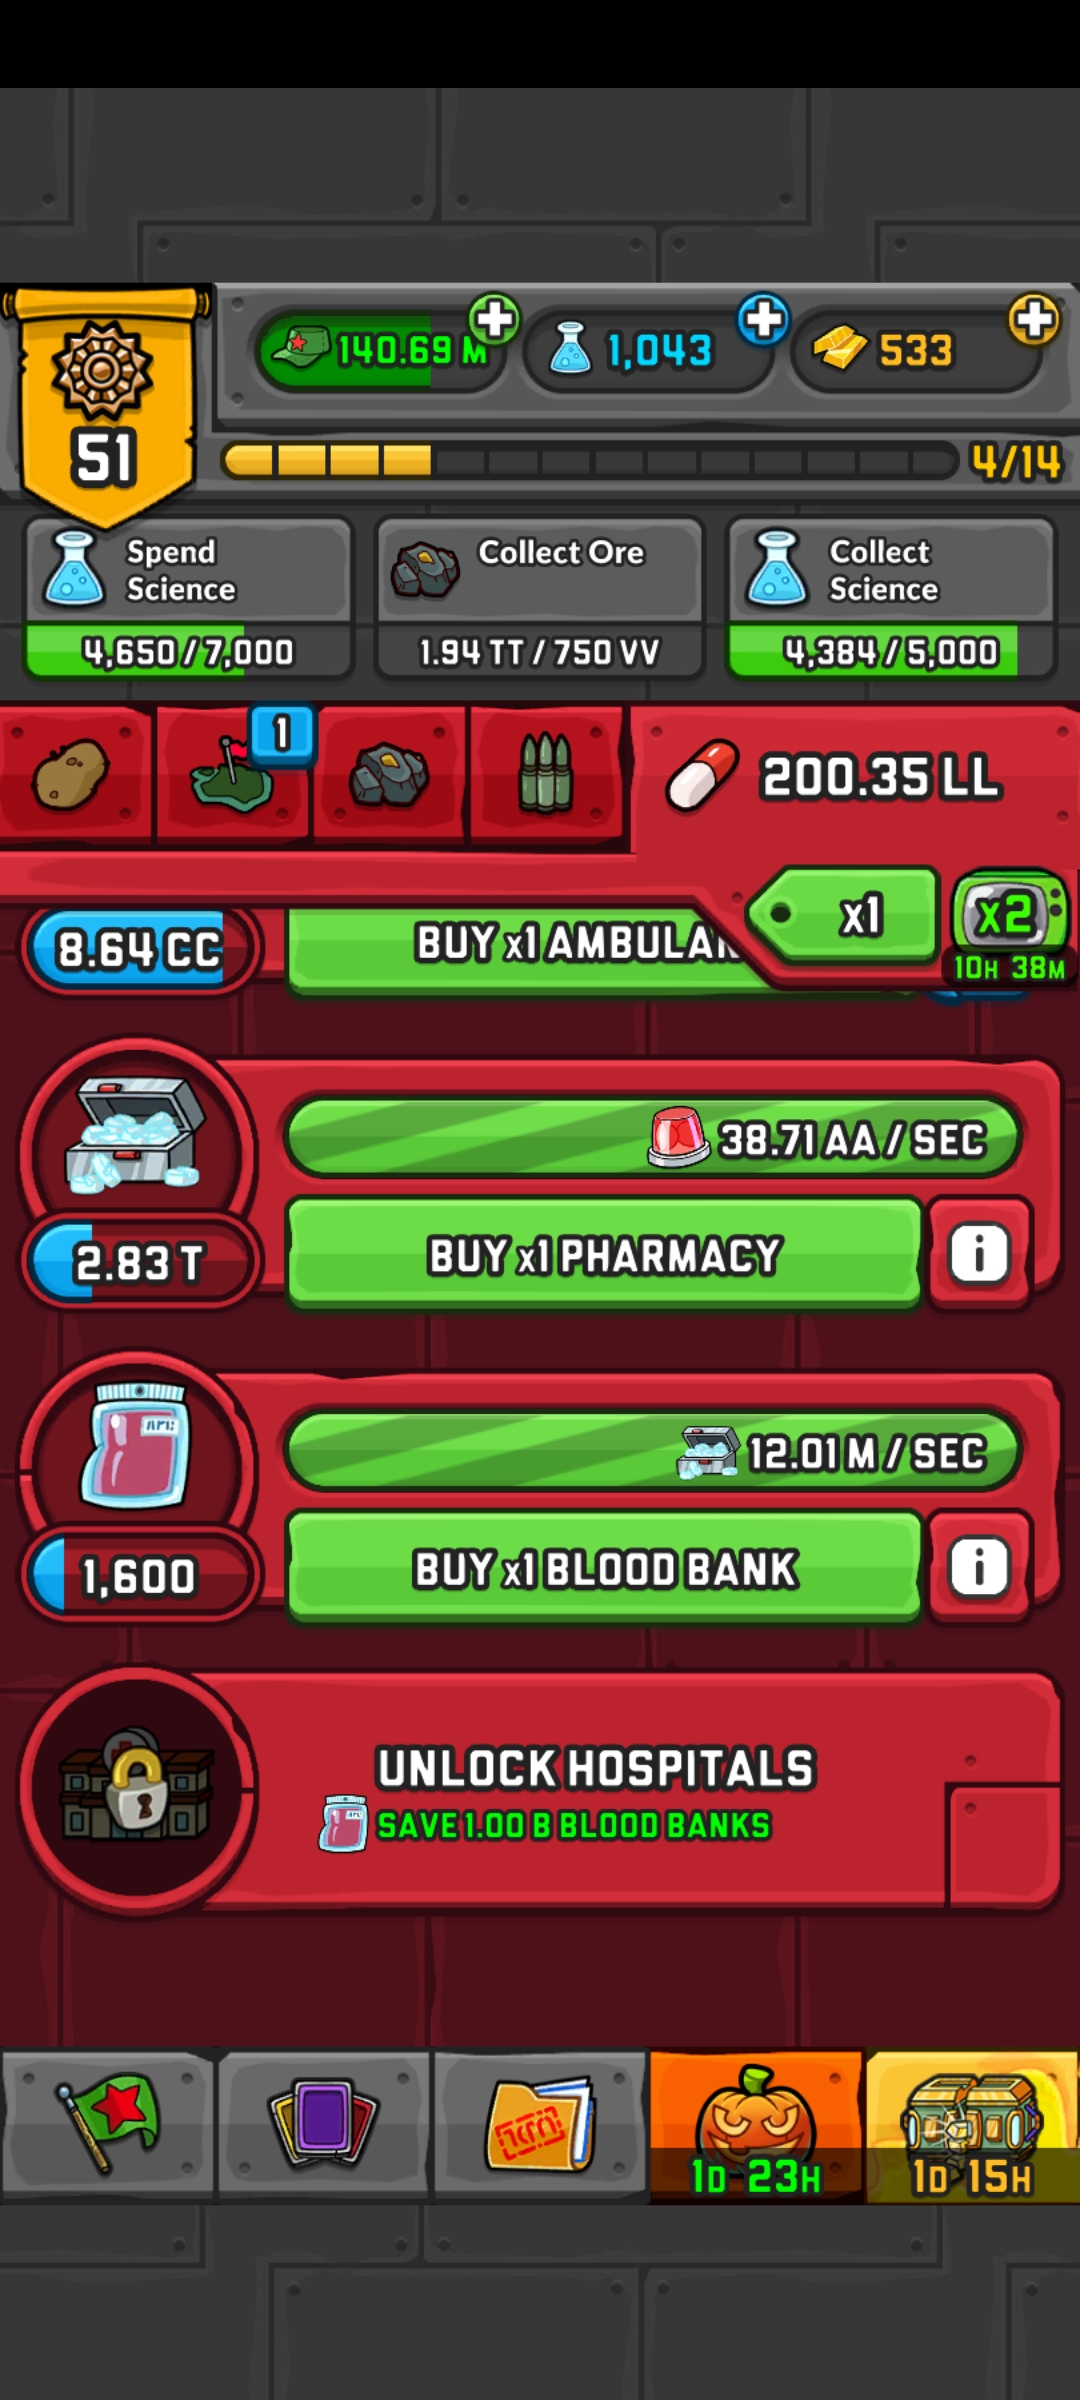 140.69 M
1,043
533
51
4/14
Spend
Science
4,650/7,000
Collect Ore
1.94 TT/750 VV
Collect
Science
4,384/5,000
1
200.35 LL
x1
x2
10H 38M
8.64 CC
BUY x1 AMBULAN
38.71 AA/SEC
2.83 T
BUY x1 PHARMACY
i
12.01 M/SEC
1,600
BUY x1 BLOOD BANK
i
UNLOCK HOSPITALS
SAVE 1.00 B BLOOD BANKS
1D 23H
1D 15H